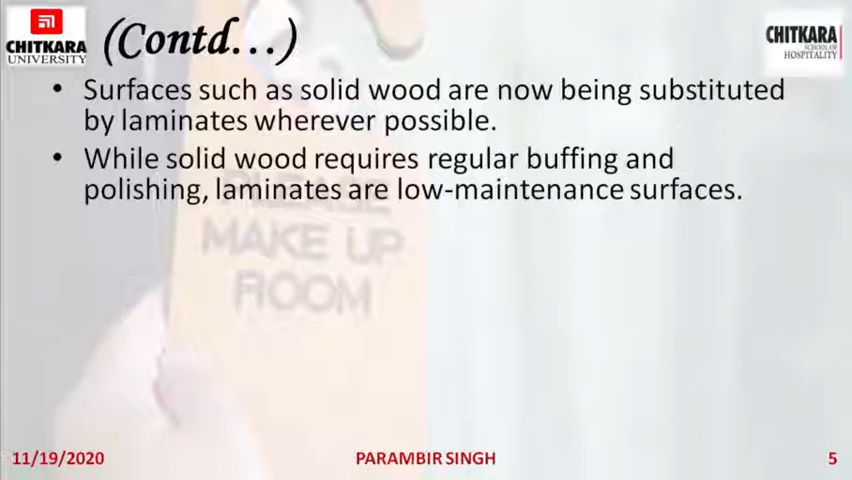 CHITKARA
UNIVERSITY
(Contd…)
CHITKARA
SCHOOL OF
HOSPITALITY
• Surfaces such as solid wood are now being substituted
by laminates wherever possible.
• While solid wood requires regular buffing and
polishing, laminates are low-maintenance surfaces.
PLEASE
MAKE UP
ROOM
11/19/2020
PARAMBIR SINGH
5